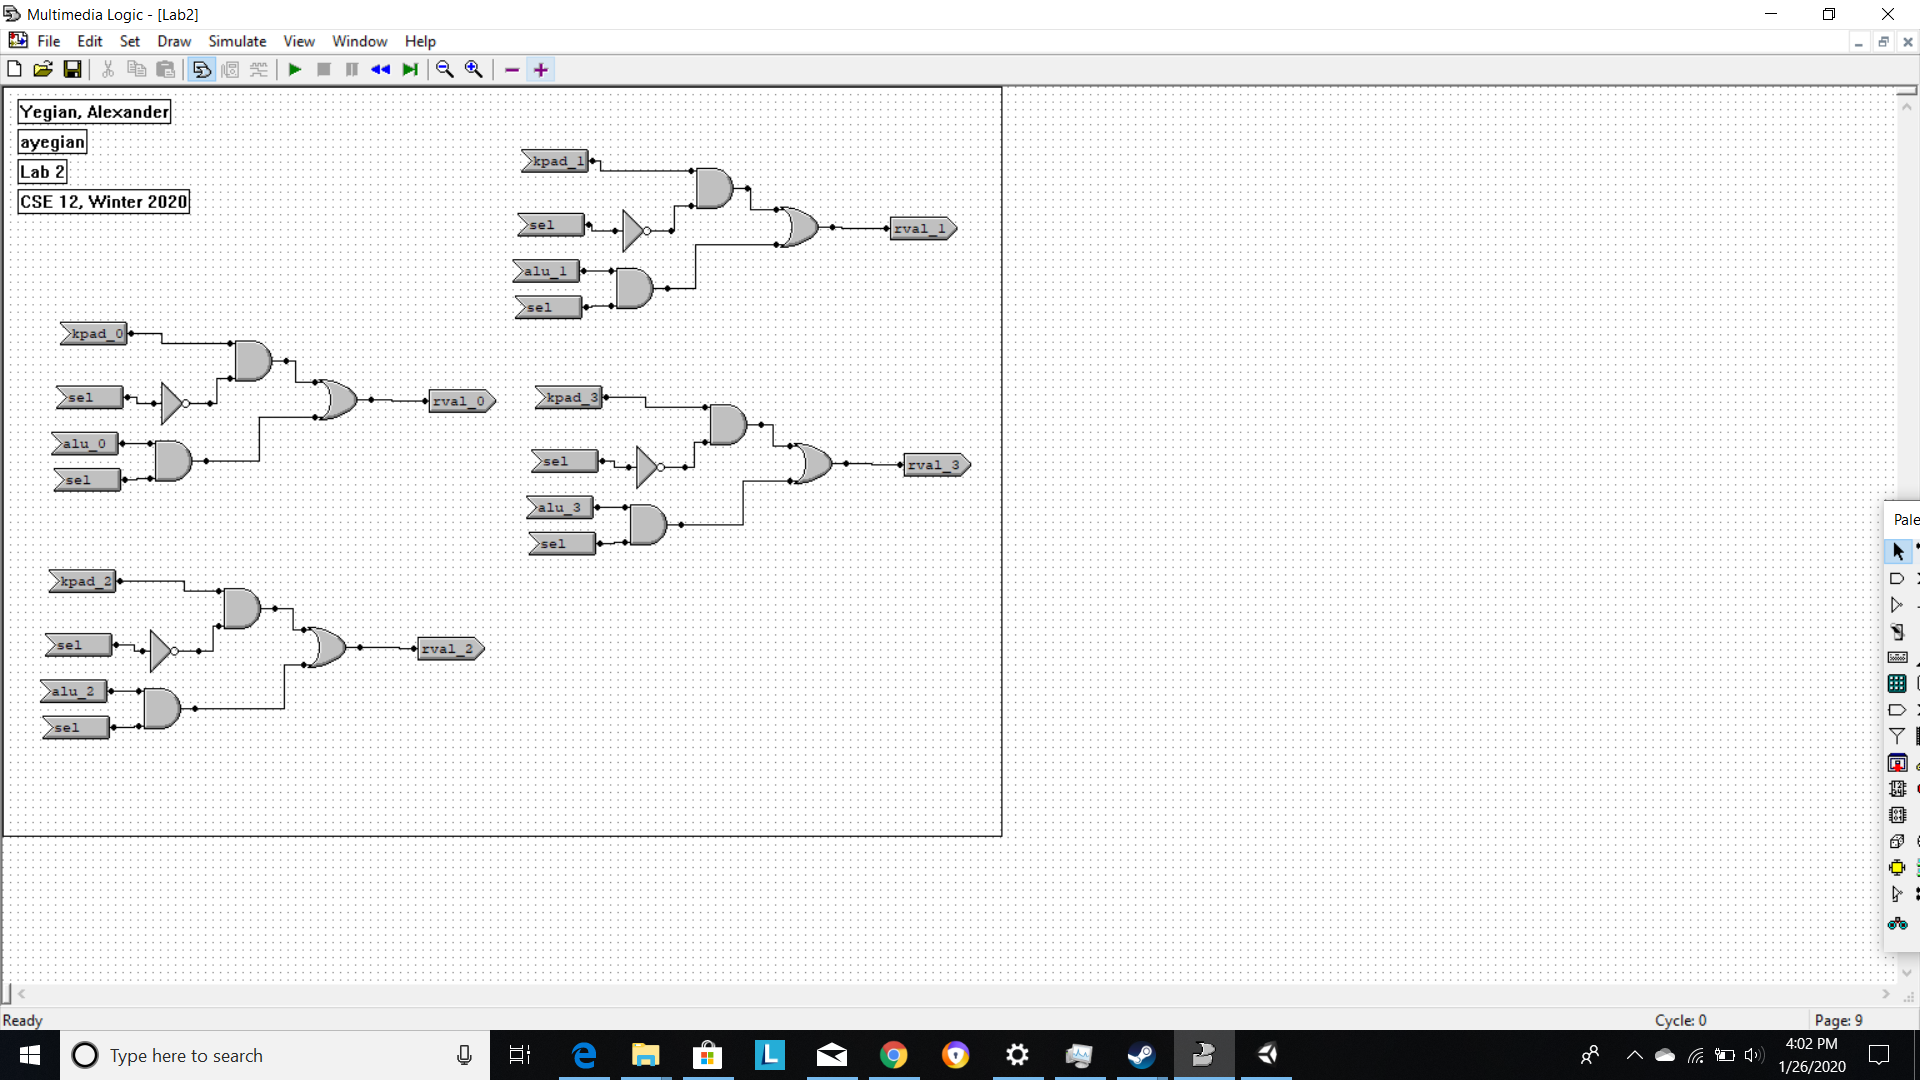 Multimedia Logic - [Lab2]
File Edit Set Draw Simulate View Window Help
Yegian, Alexander
ayegian
Lab 2
CSE 12, Winter 2020
kpad_1
sel
alu_1
sel
rval_1
kpad_0
sel
alu_0
sel
rval_0
kpad_3
sel
alu_3
sel
rval_3
kpad_2
sel
alu_2
sel
rval_2
Pale
Ready
Cycle: 0
Page: 9
Type here to search
4:02 PM
1/26/2020